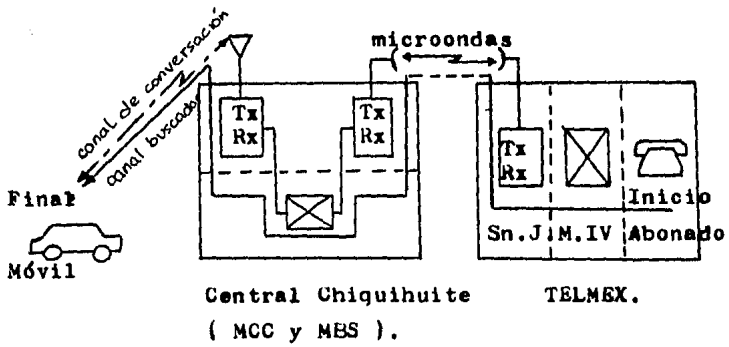 canal de conversación
canal buscador
microondas
Tx
Rx
Tx
Rx
Tx
Rx
Final
Móvil
Inicio
Sn.J. M.IV Abonado
Central Chiquihuite
( MCC y MBS ).
TELMEX.